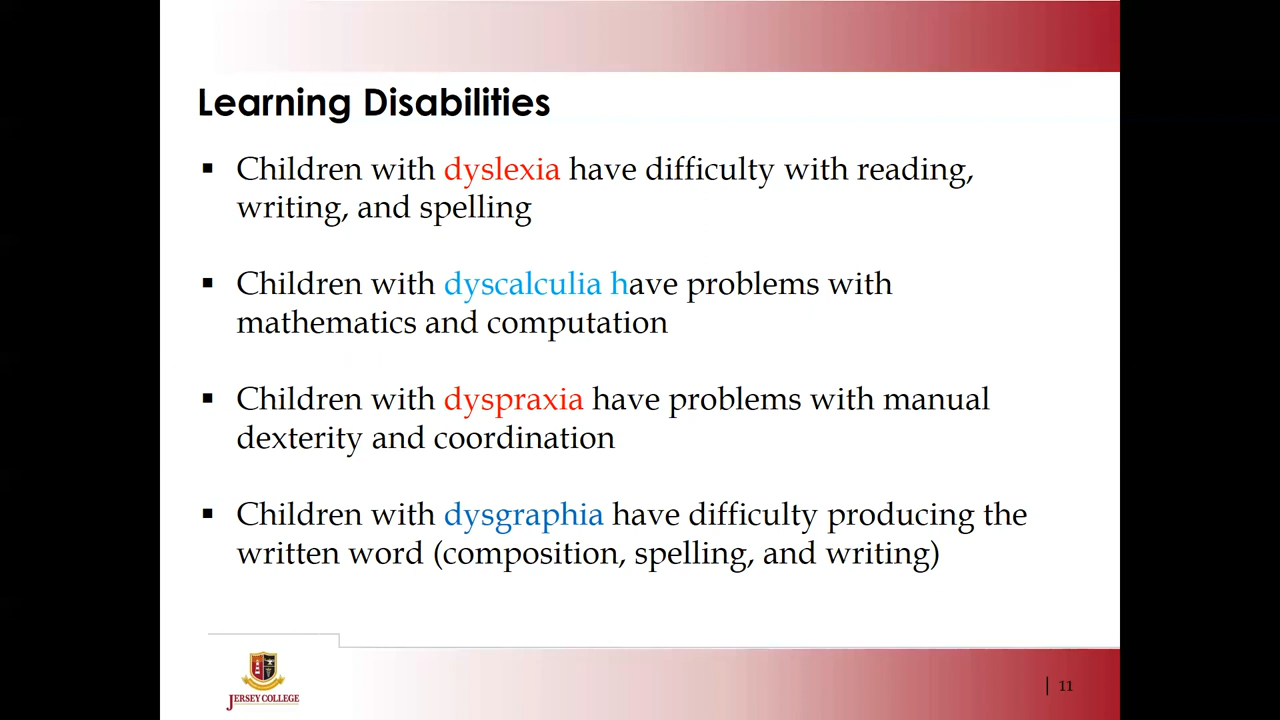 Learning Disabilities
▪ Children with dyslexia have difficulty with reading,
writing, and spelling
▪ Children with dyscalculia have problems with
mathematics and computation
▪ Children with dyspraxia have problems with manual
dexterity and coordination
▪ Children with dysgraphia have difficulty producing the
written word (composition, spelling, and writing)
JERSEY COLLEGE
| 11